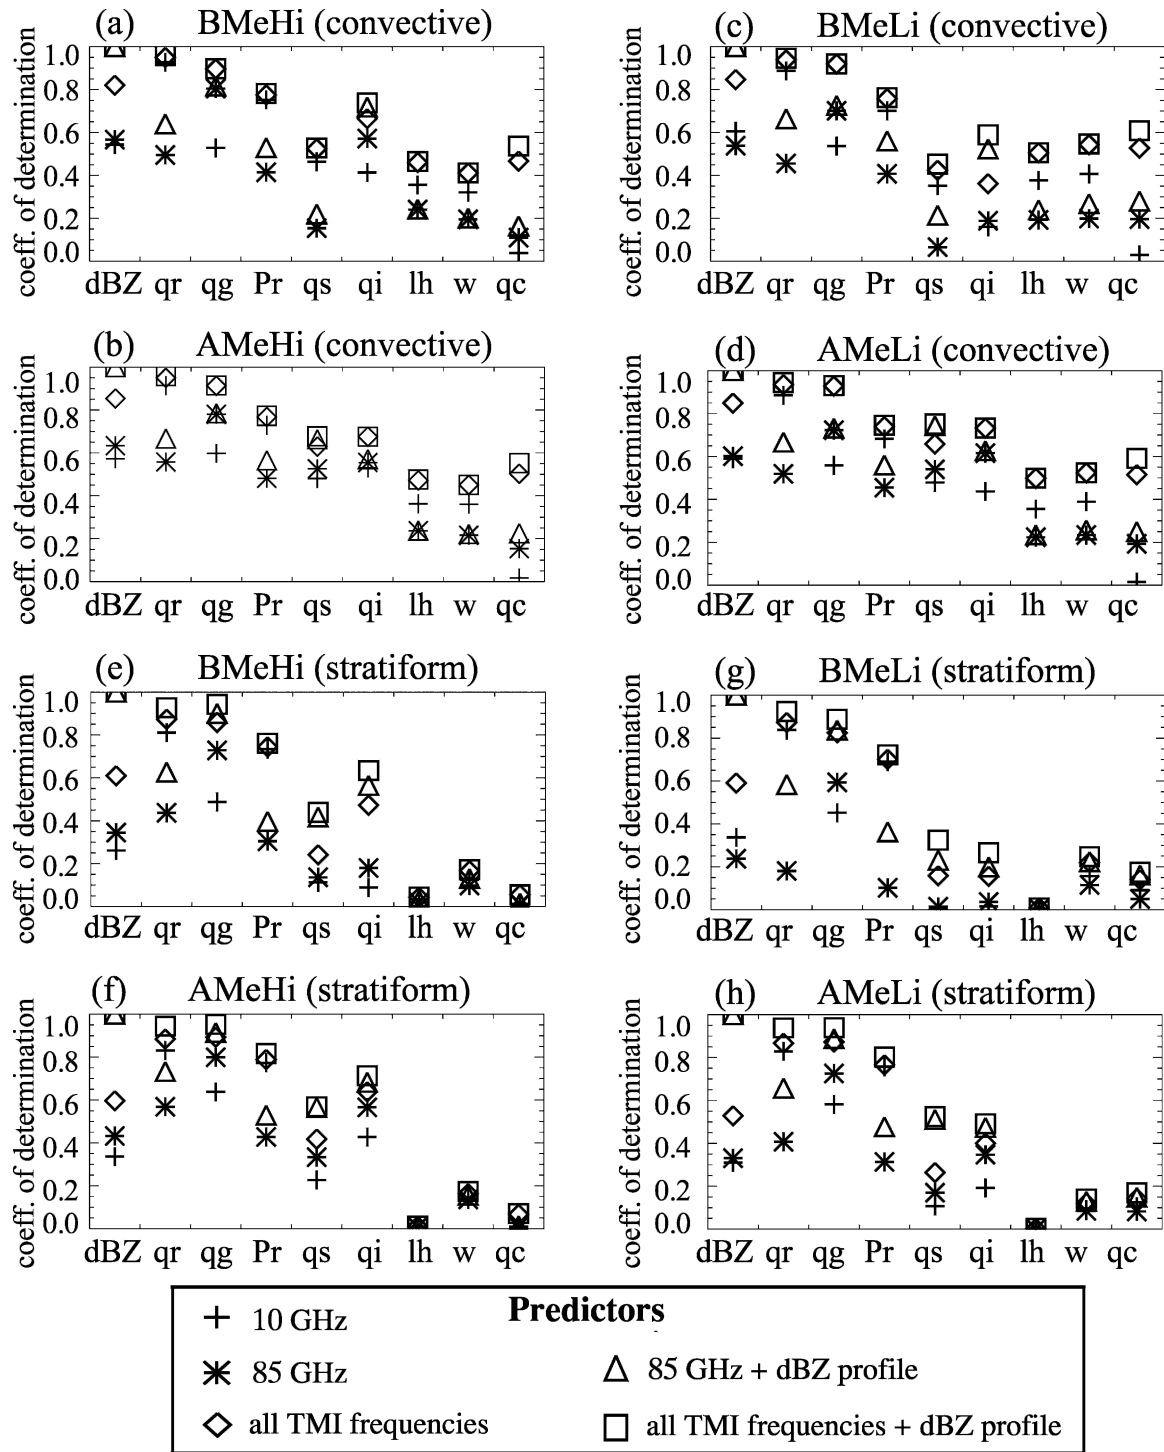 (a) BMeHi (convective)
coeff. of determination
1.0
0.8
0.6
0.4
0.2
0.0
dBZ qr qg Pr qs qi lh w qc
(c) BMeLi (convective)
coeff. of determination
1.0
0.8
0.6
0.4
0.2
0.0
dBZ qr qg Pr qs qi lh w qc
(b) AMeHi (convective)
coeff. of determination
1.0
0.8
0.6
0.4
0.2
0.0
dBZ qr qg Pr qs qi lh w qc
(d) AMeLi (convective)
coeff. of determination
1.0
0.8
0.6
0.4
0.2
0.0
dBZ qr qg Pr qs qi lh w qc
(e) BMeHi (stratiform)
coeff. of determination
1.0
0.8
0.6
0.4
0.2
0.0
dBZ qr qg Pr qs qi lh w qc
(g) BMeLi (stratiform)
coeff. of determination
1.0
0.8
0.6
0.4
0.2
0.0
dBZ qr qg Pr qs qi lh w qc
(f) AMeHi (stratiform)
coeff. of determination
1.0
0.8
0.6
0.4
0.2
0.0
dBZ qr qg Pr qs qi lh w qc
(h) AMeLi (stratiform)
coeff. of determination
1.0
0.8
0.6
0.4
0.2
0.0
dBZ qr qg Pr qs qi lh w qc
Predictors
10 GHz
85 GHz
all TMI frequencies
85 GHz + dBZ profile
all TMI frequencies + dBZ profile